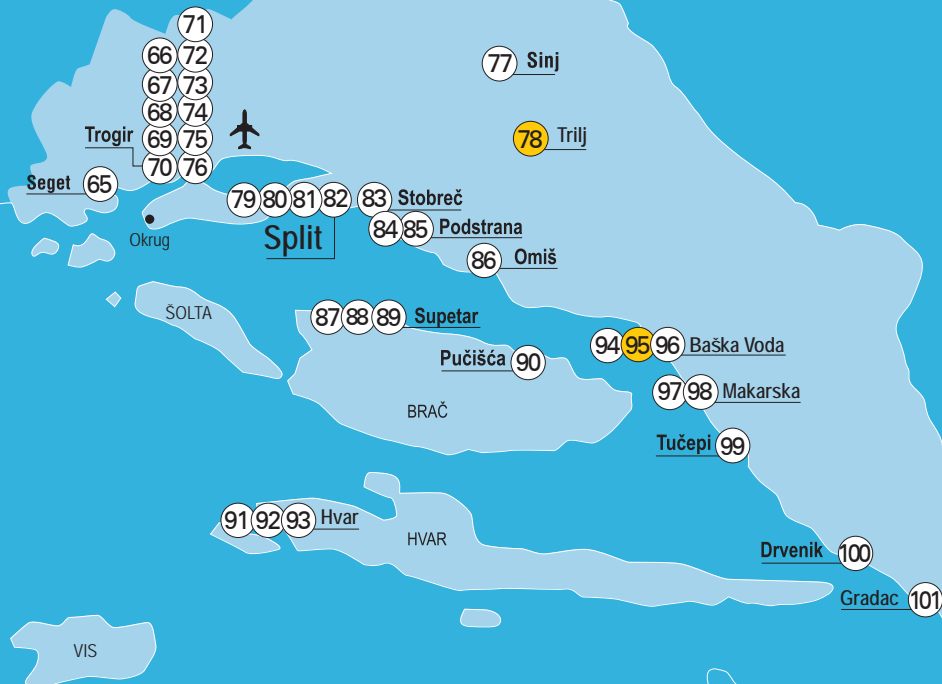 71
66 72
67 73
68 74
Trogir 69 75
70 76
Seget 65
Okrug
77 Sinj
78 Trilj
79 80 81 82 83 Stobreč
Split
84 85 Podstrana
86 Omiš
ŠOLTA
87 88 89 Supetar
Pučišća 90
BRAČ
94 95 96 Baška Voda
97 98 Makarska
Tučepi 99
91 92 93 Hvar
HVAR
Drvenik 100
Gradac 101
VIS